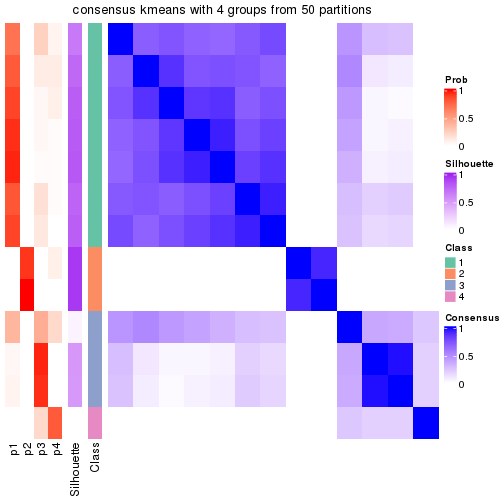 consensus kmeans with 4 groups from 50 partitions
Prob
1
0.5
0
Silhouette
1
0.5
0
Class
1
2
3
4
Consensus
1
0.5
0
p1
p2
p3
p4
Silhouette
Class